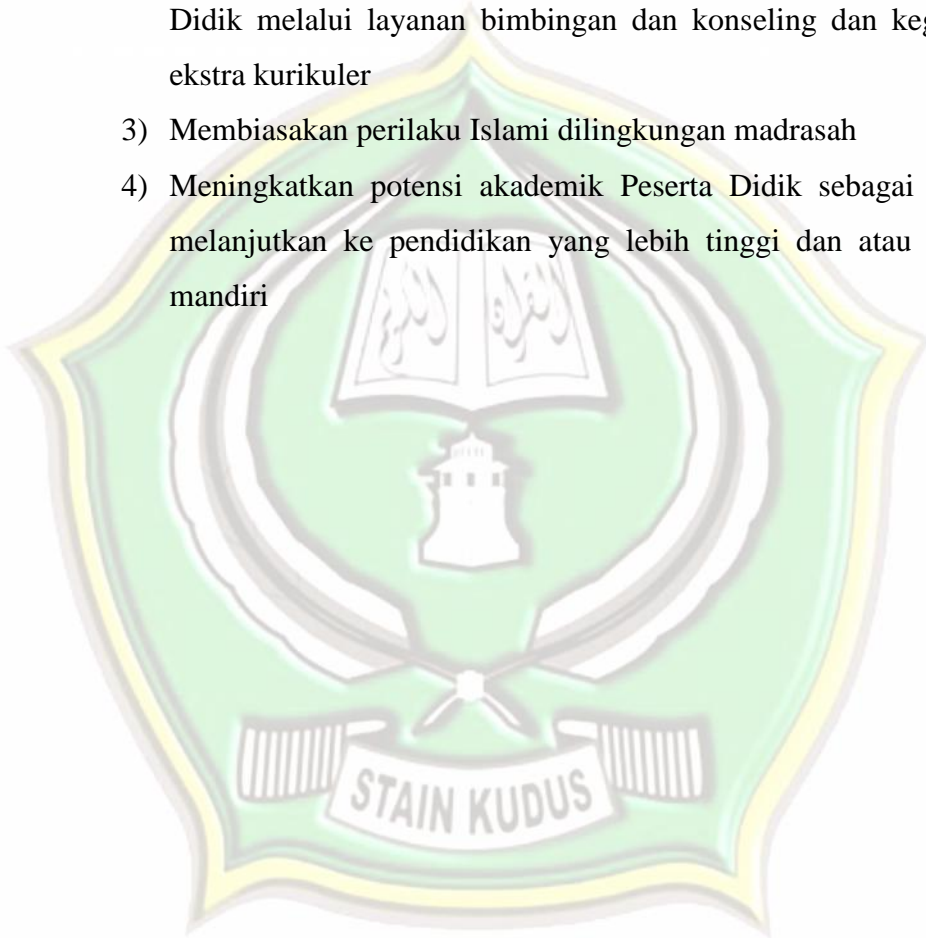 Didik melalui layanan bimbingan dan konseling dan
ekstra kurikuler
3) Membiasakan perilaku Islami dilingkungan madrasah
4) Meningkatkan potensi akademik Peserta Didik sebagai
melanjutkan ke pendidikan yang lebih tinggi dan atau
mandiri
STAIN KUDUS